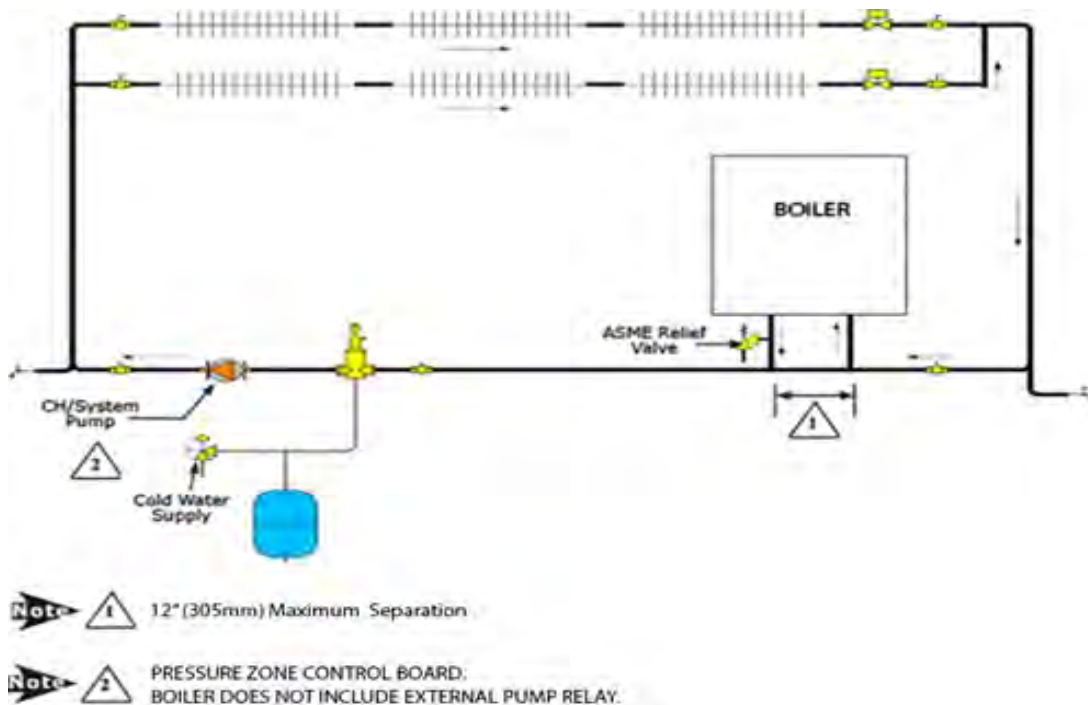 BOILER
ASME Relief
Valve
1
CH/System
Pump
2
Cold Water
Supply
Note 1 12"(305mm) Maximum Separation
Note 2 PRESSURE ZONE CONTROL BOARD.
BOILER DOES NOT INCLUDE EXTERNAL PUMP RELAY.